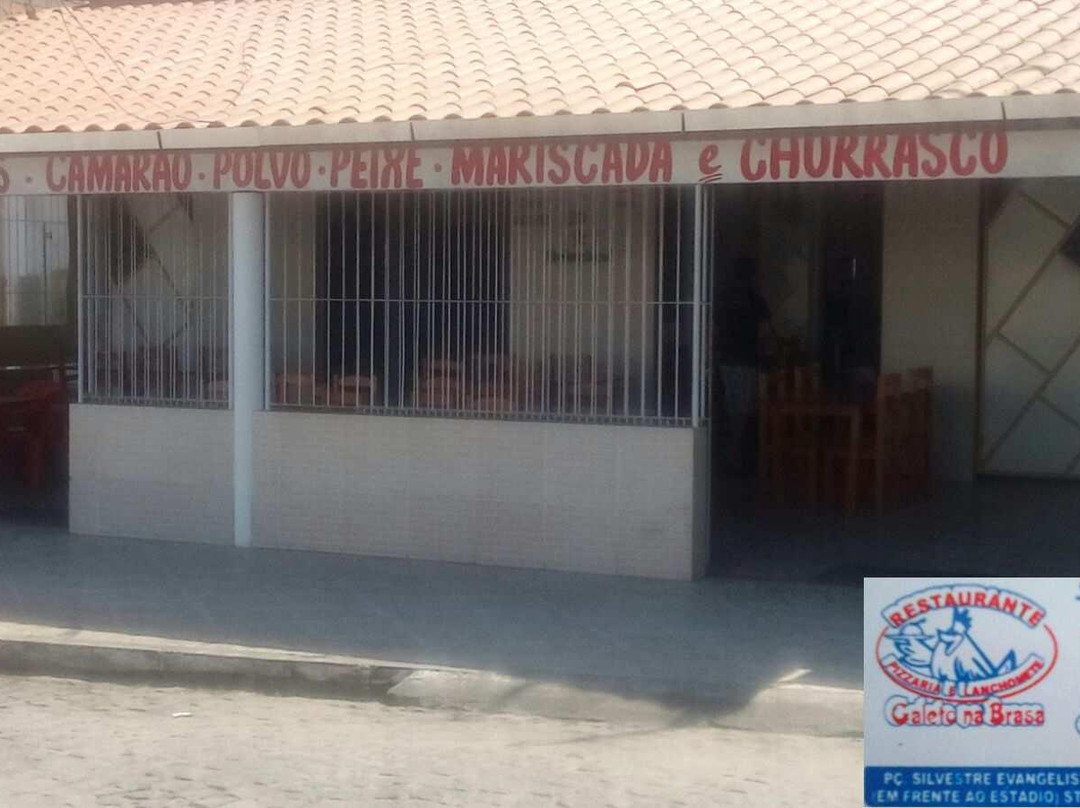 S · CAMARÃO · POLVO · PEIXE · MARISCADA e CHURRASCO
RESTAURANTE
PIZZARIA E LANCHONETE
Galeto na Brasa
PÇ. SILVESTRE EVANGELIS
(EM FRENTE AO ESTADIO) ST